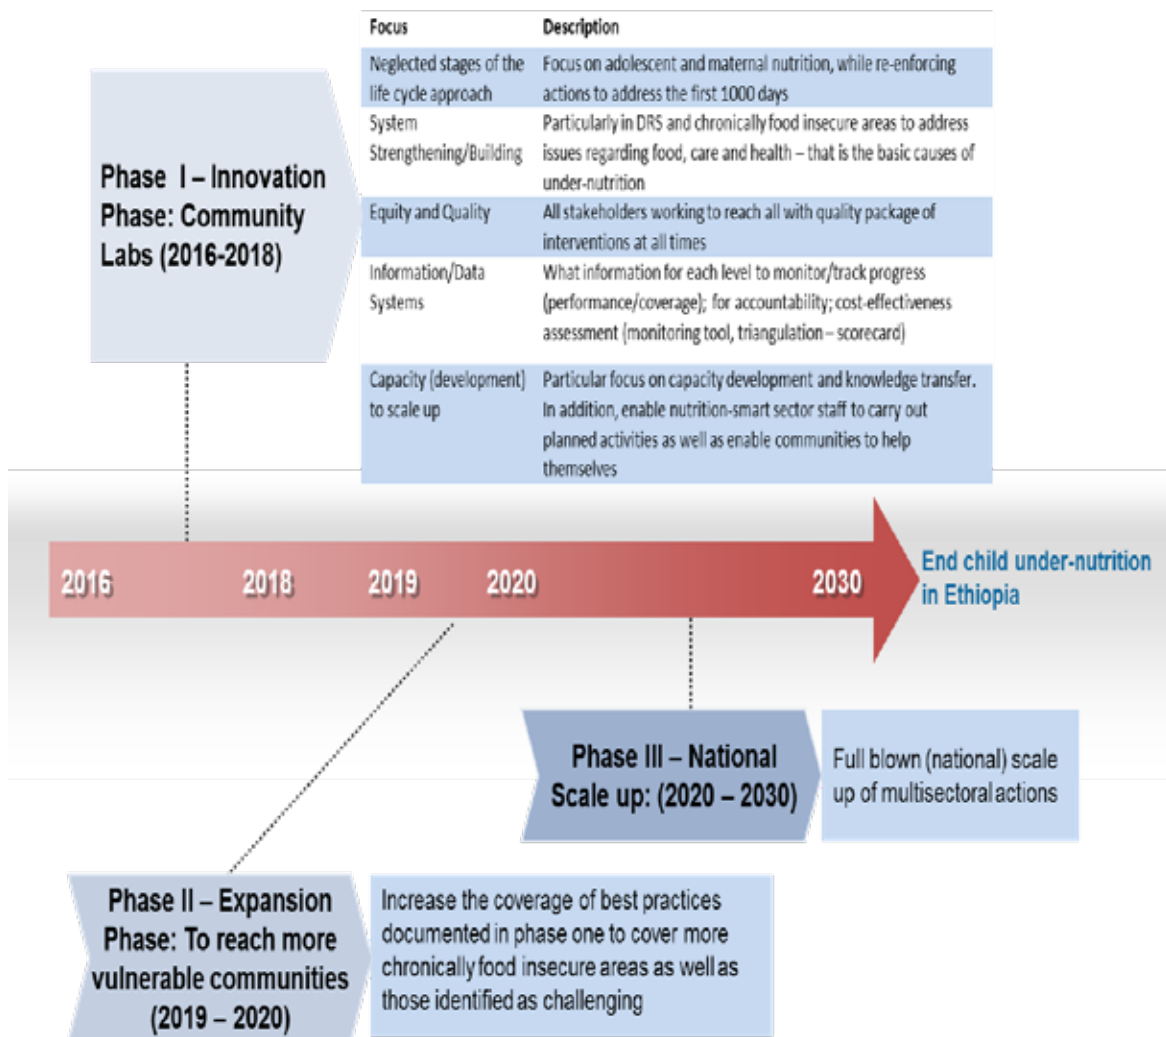 Focus Description
Neglected stages of the Focus on adolescent and maternal nutrition, while re-enforcing
life cycle approach actions to address the first 1000 days
System Particularly in DRS and chronically food insecure areas to address
Strengthening/Building issues regarding food, care and health – that is the basic causes of
under-nutrition
Equity and Quality All stakeholders working to reach all with quality package of
interventions at all times
Information/Data What information for each level to monitor/track progress
Systems (performance/coverage); for accountability; cost-effectiveness
assessment (monitoring tool, triangulation – scorecard)
Capacity (development) Particular focus on capacity development and knowledge transfer.
to scale up In addition, enable nutrition-smart sector staff to carry out
planned activities as well as enable communities to help
themselves
Phase I – Innovation
Phase: Community
Labs (2016-2018)
2016 2018 2019 2020 2030
End child under-nutrition
in Ethiopia
Phase III – National
Scale up: (2020 – 2030)
Full blown (national) scale
up of multisectoral actions
Phase II – Expansion
Phase: To reach more
vulnerable communities
(2019 – 2020)
Increase the coverage of best practices
documented in phase one to cover more
chronically food insecure areas as well as
those identified as challenging